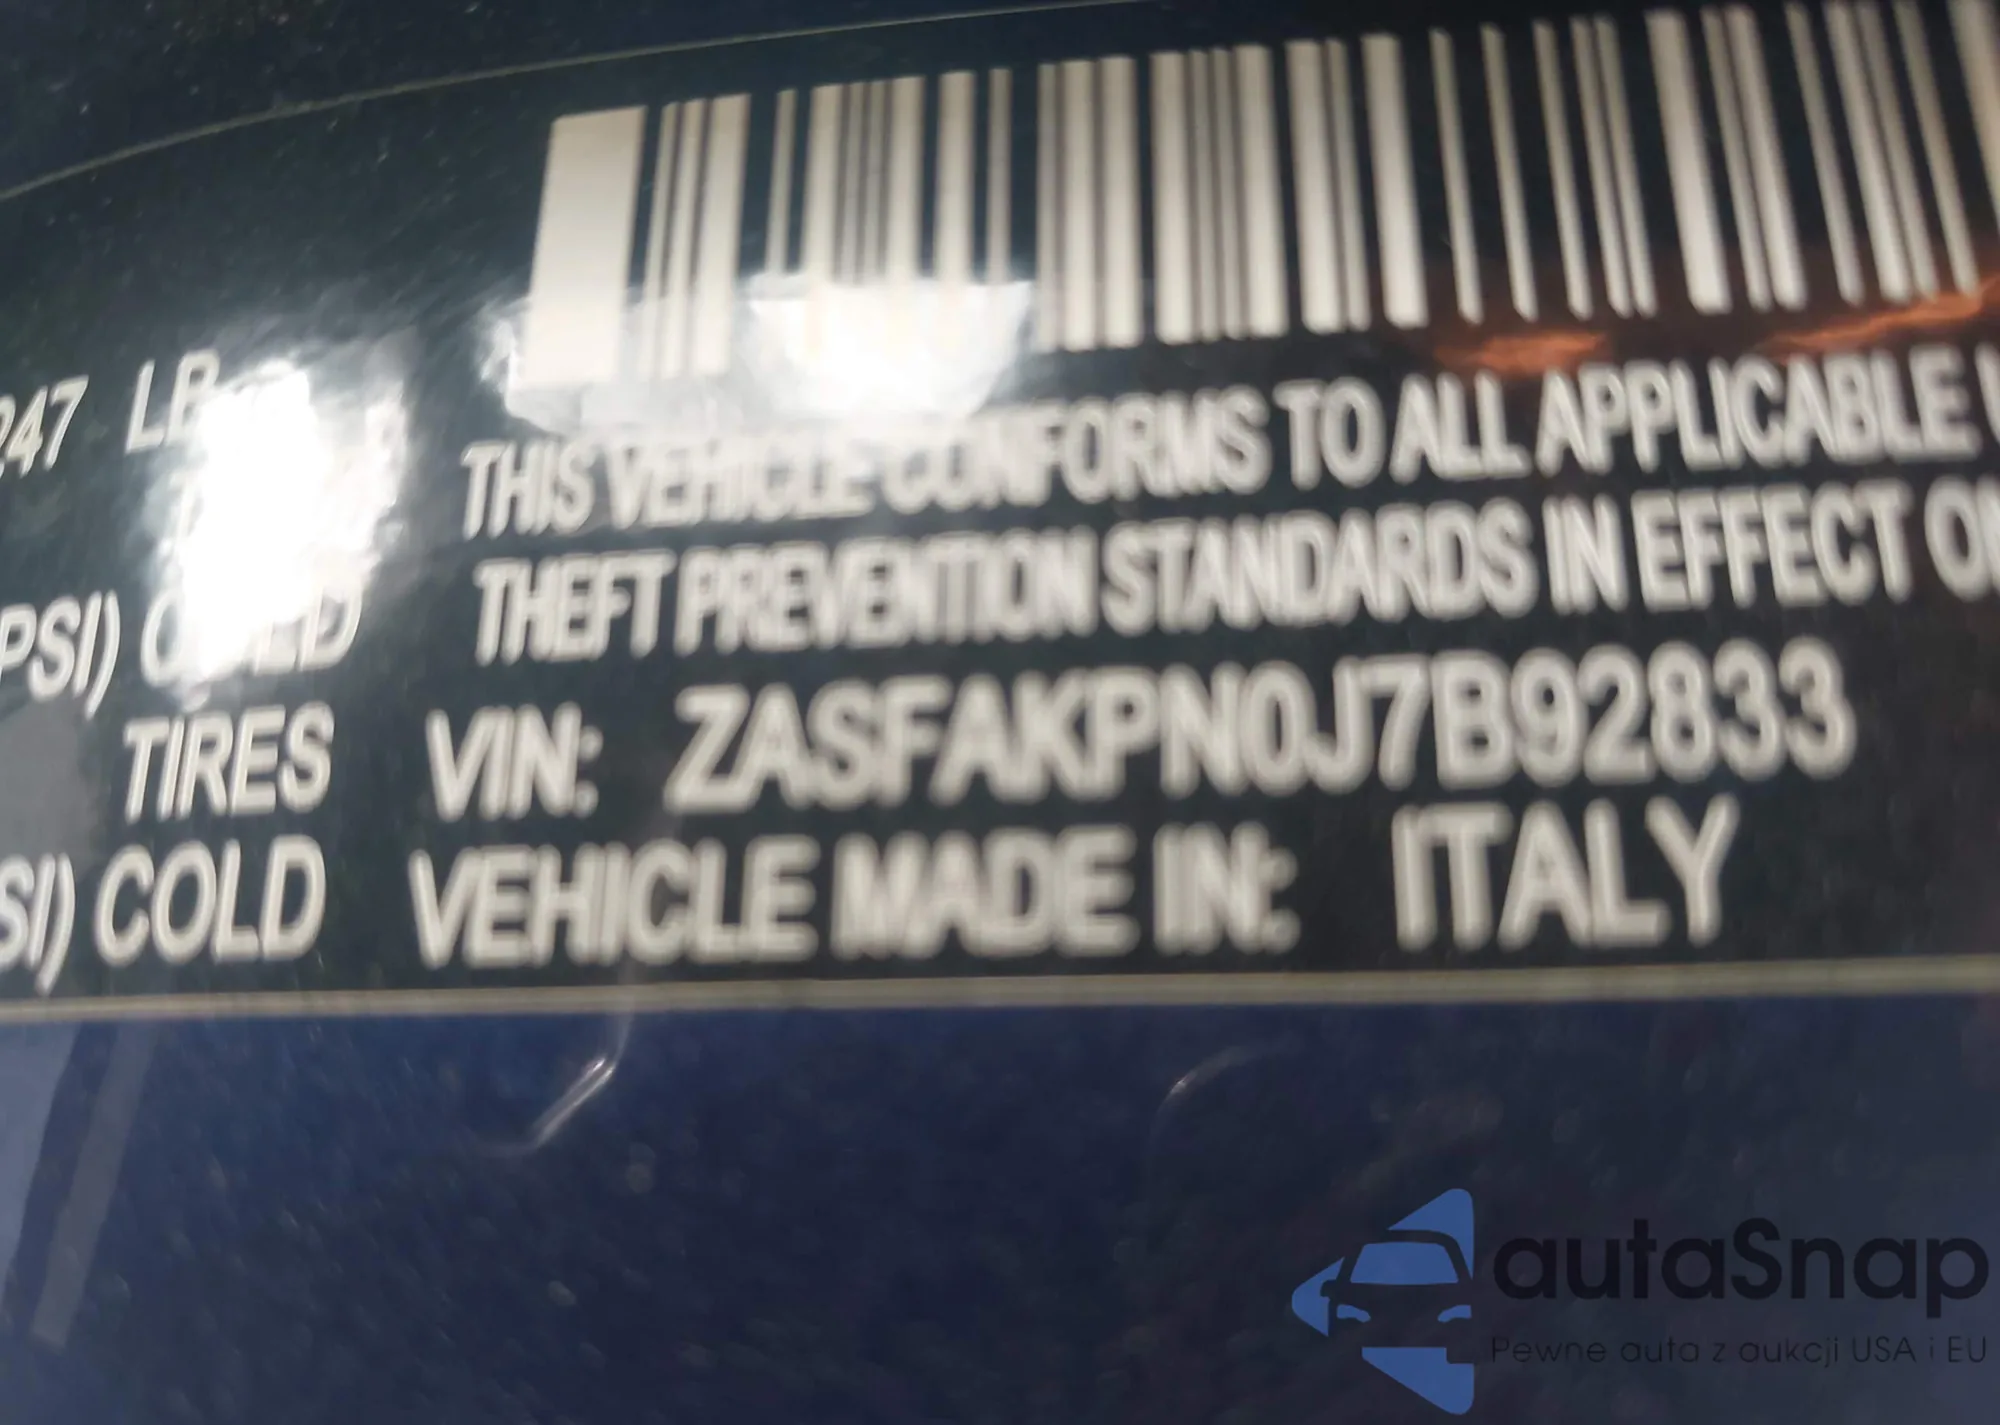 247 LB
THIS VEHICLE CONFORMS TO ALL APPLICABLE
THEFT PREVENTION STANDARDS IN EFFECT ON
PSI) COLD
TIRES
VIN: ZASFAKPN0J7B92833
SI) COLD
VEHICLE MADE IN: ITALY
autaSnap
Pewne auta z aukcji USA i EU